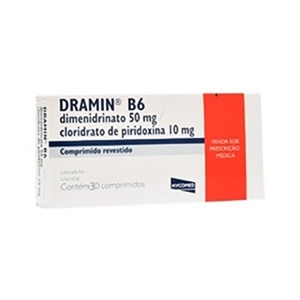 DRAMIN® B6
dimenidrinato 50 mg
cloridrato de piridoxina 10 mg
Comprimido revestido
Uso adulto
Uso oral
Contém 30 comprimidos
VENDA SOB
PRESCRIÇÃO
MÉDICA
NYCOMED